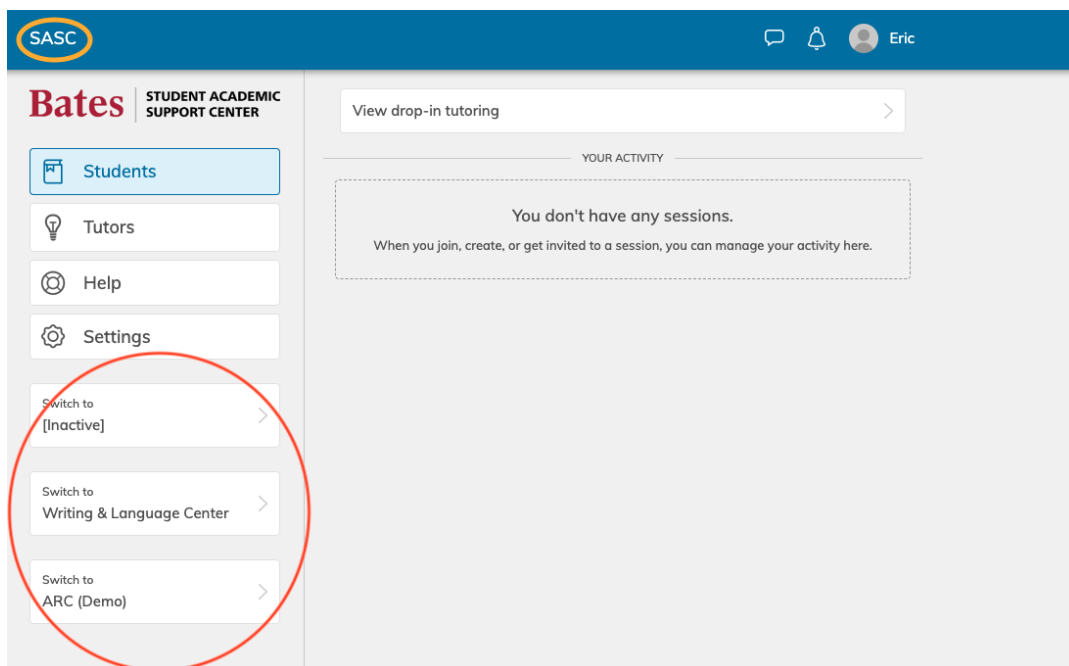 SASC
Eric
Bates
STUDENT ACADEMIC
SUPPORT CENTER
Students
Tutors
Help
Settings
Switch to
[Inactive]
Switch to
Writing & Language Center
Switch to
ARC (Demo)
View drop-in tutoring
YOUR ACTIVITY
You don't have any sessions.
When you join, create, or get invited to a session, you can manage your activity here.